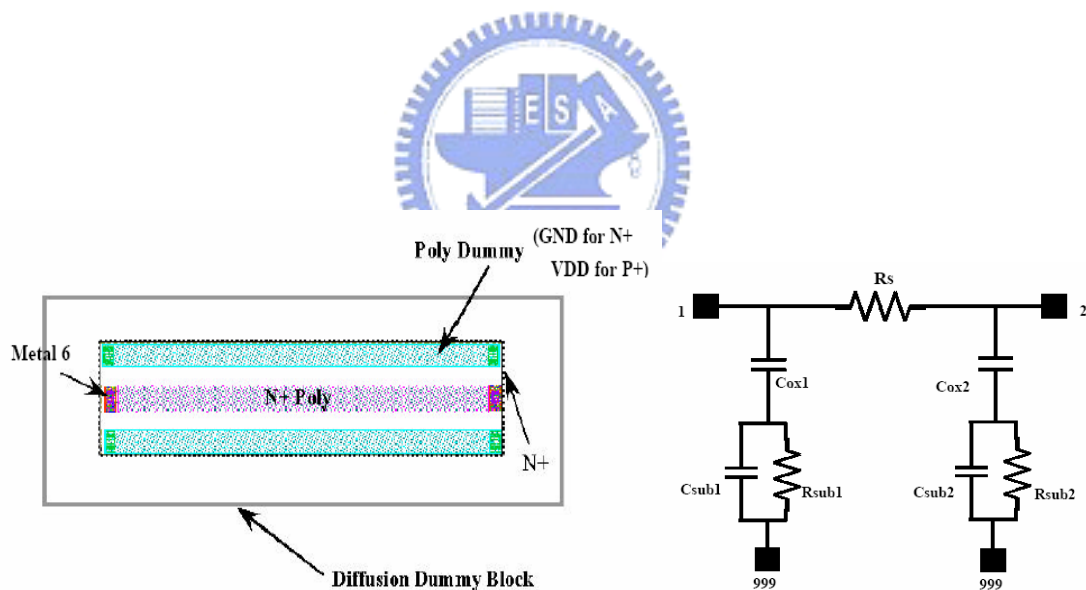 E S A
Poly Dummy
(GND for N+
VDD for P+)
Metal 6
N+ Poly
N+
Diffusion Dummy Block
Rs
1
2
Cox1
Cox2
Csub1
Rsub1
Csub2
Rsub2
999
999